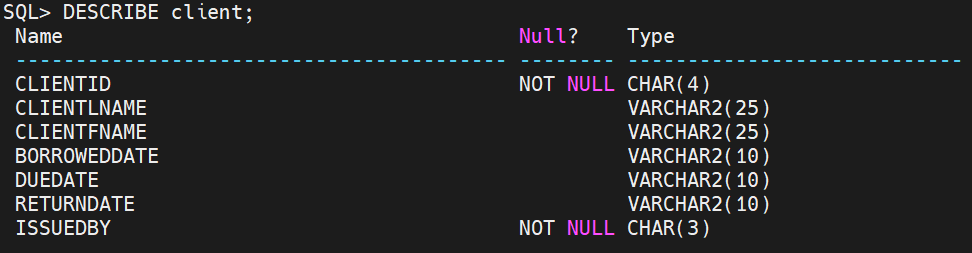 SQL> DESCRIBE client;
Name Null? Type
----------------------------------------- -------- ----------------------------
CLIENTID NOT NULL CHAR(4)
CLIENTLNAME VARCHAR2(25)
CLIENTFNAME VARCHAR2(25)
BORROWEDDATE VARCHAR2(10)
DUEDATE VARCHAR2(10)
RETURNDATE VARCHAR2(10)
ISSUEDBY NOT NULL CHAR(3)